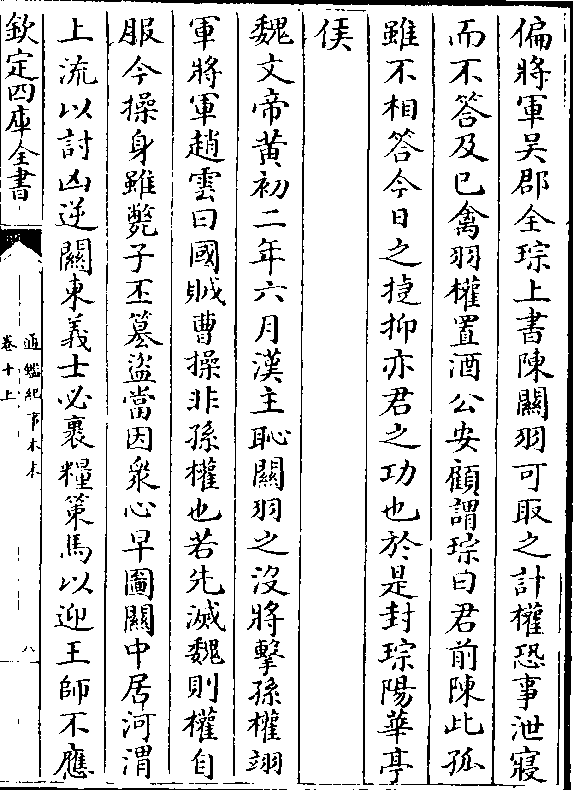 偏將軍吳郡全琮上書陳關羽可取之計權恐事泄寢
而不答及已禽羽權置酒公安顧謂琮曰君前陳此孤
雖不相答今日之捷抑亦君之功也於是封琮陽華亭
侯
魏文帝黃初二年六月漢主恥關羽之沒將擊孫權翊
軍將軍趙雲曰國賊曹操非孫權也若先滅魏則權自
服今操身雖斃子丕簒盜當因衆心早圖關中居河渭
上流以討凶逆關東義士必裹糧策馬以迎王師不應
欽定四庫全書
通鑑紀事本末
卷十上
八